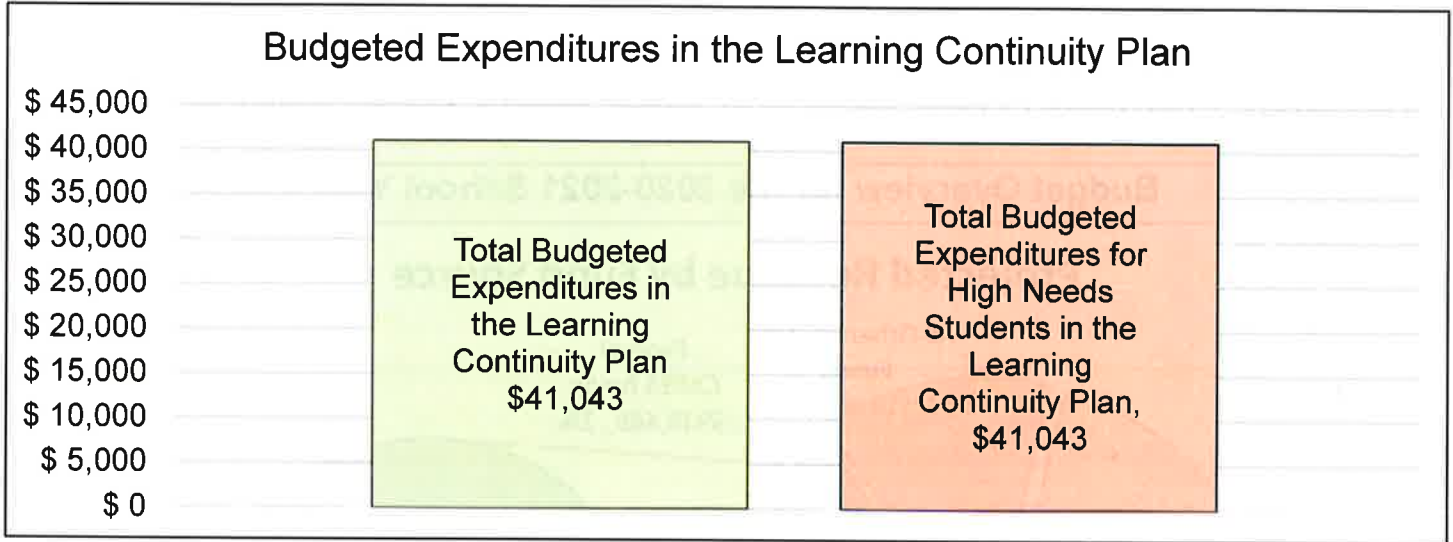 Budgeted Expenditures in the Learning Continuity Plan
$ 45,000
$ 40,000
$ 35,000
$ 30,000
$ 25,000
$ 20,000
$ 15,000
$ 10,000
$ 5,000
$ 0
Total Budgeted
Expenditures in
the Learning
Continuity Plan
$41,043
Total Budgeted
Expenditures for
High Needs
Students in the
Learning
Continuity Plan,
$41,043